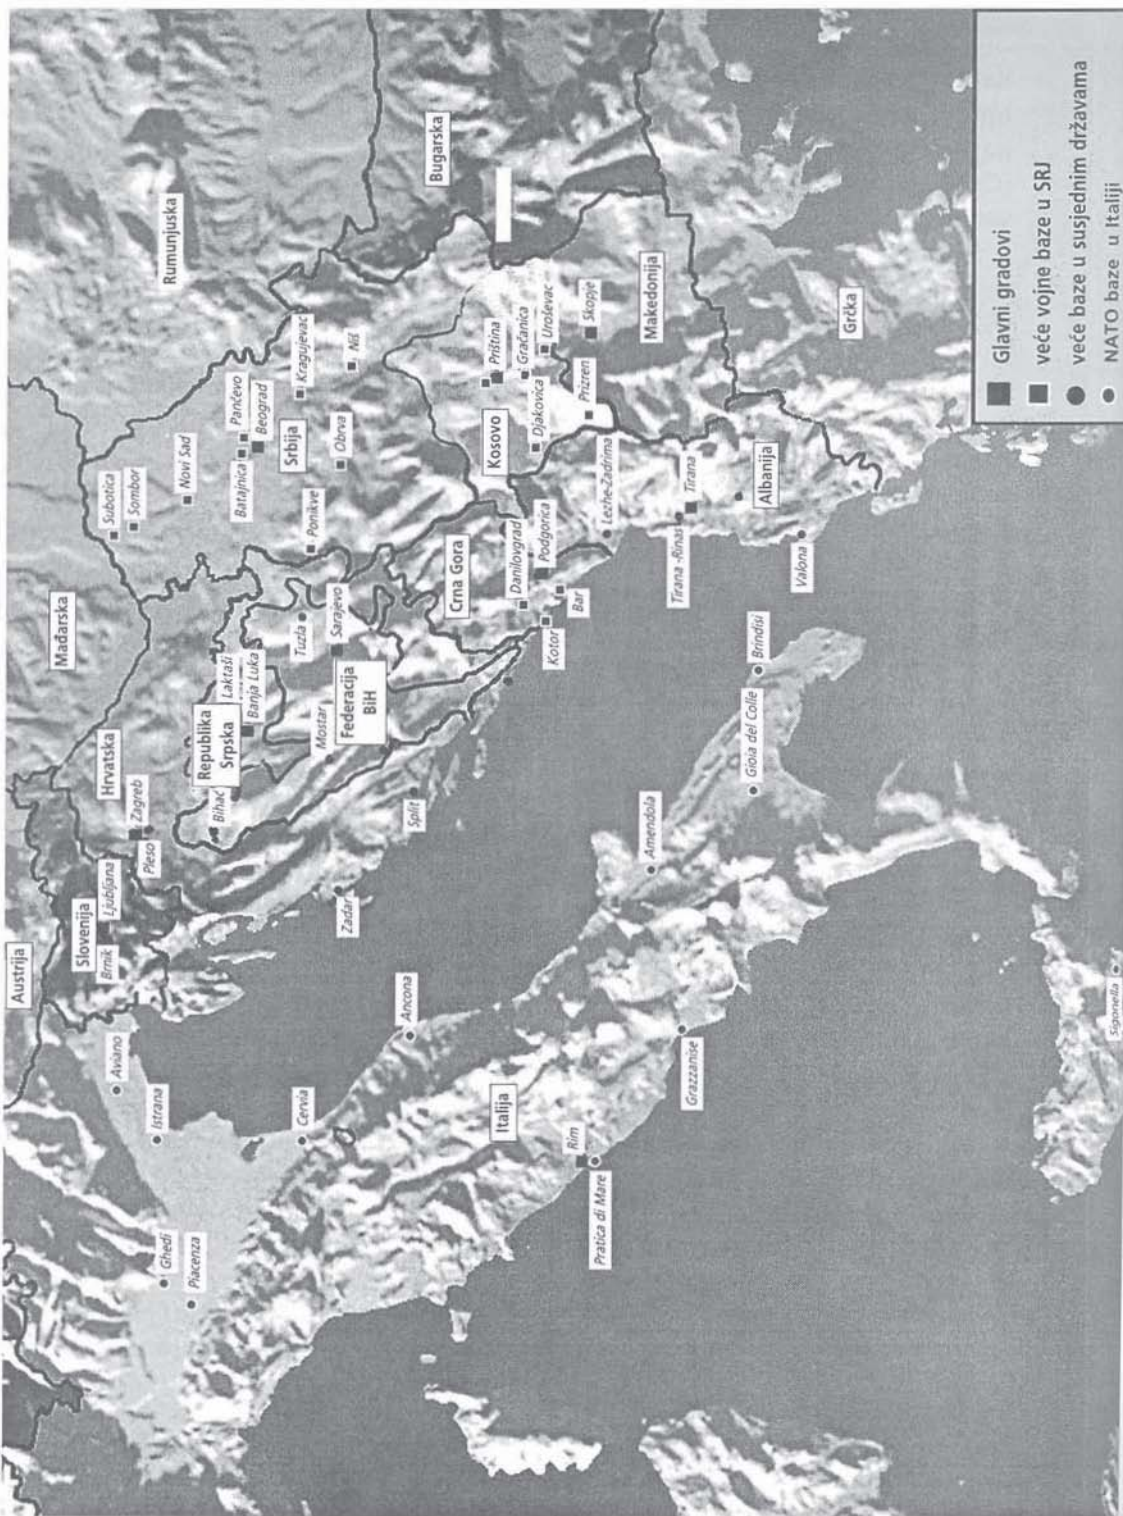 Austrija
Mađarska
Rumunjuska
Slovenija
Hrvatska
Brnik
Ljubljana
Zagreb
Pleso
Subotica
Sombor
Novi Sad
Aviano
Istrana
Ghedi
Piacenza
Cervia
Republika
Srpska
Bihać
Laktaši
Banja Luka
Batajnica
Pančevo
Beograd
Srbija
Kragujevac
Niš
Obrva
Ponikve
Tuzla
Sarajevo
Federacija
BiH
Mostar
Zadar
Split
Ancona
Bugarska
Crna Gora
Kosovo
Priština
Gračanica
Uroševac
Djakovica
Prizren
Skopje
Makedonija
Danilovgrad
Podgorica
Kotor
Bar
Lezhe-Zadrima
Tirana
Tirana -Rinas
Albanija
Valona
Grčka
Italija
Rim
Pratica di Mare
Grazzanise
Amendola
Gioia del Colle
Brindisi
Sigonella
Glavni gradovi
veće vojne baze u SRJ
veće baze u susjednim državama
NATO baze u Italiji